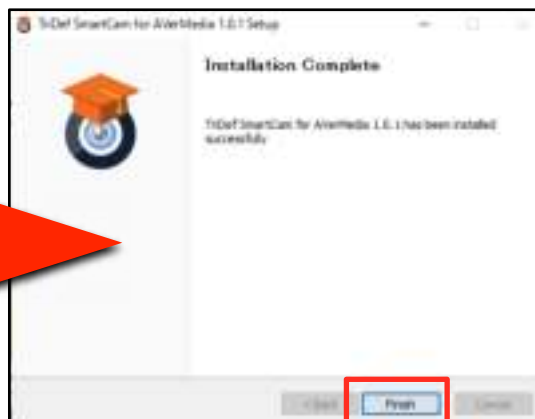 TriDef SmartCam for AVerMedia 1.0.1 Setup
Installation Complete
TriDef SmartCam for AVerMedia 1.0.1 has been installed
successfully.
< Back Finish Cancel